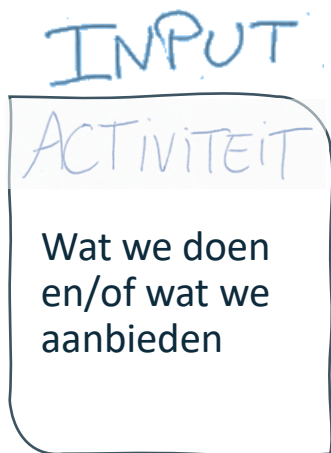 INPUT
ACTIVITEIT
Wat we doen
en/of wat we
aanbieden